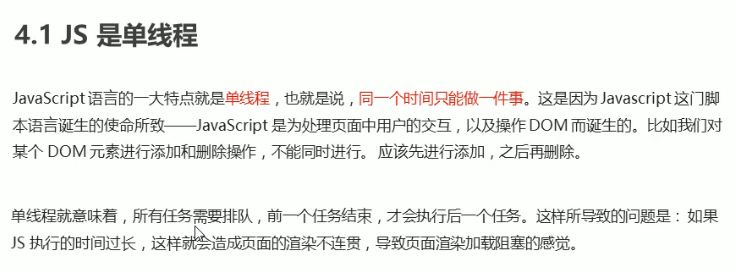 4.1 JS 是单线程
JavaScript 语言的一大特点就是单线程，也就是说，同一个时间只能做一件事。这是因为 Javascript 这门脚
本语言诞生的使命所致——JavaScript 是为处理页面中用户的交互，以及操作 DOM 而诞生的。比如我们对
某个 DOM 元素进行添加和删除操作，不能同时进行。 应该先进行添加，之后再删除。
单线程就意味着，所有任务需要排队，前一个任务结束，才会执行后一个任务。这样所导致的问题是： 如果
JS 执行的时间过长，这样就会造成页面的渲染不连贯，导致页面渲染加载阻塞的感觉。